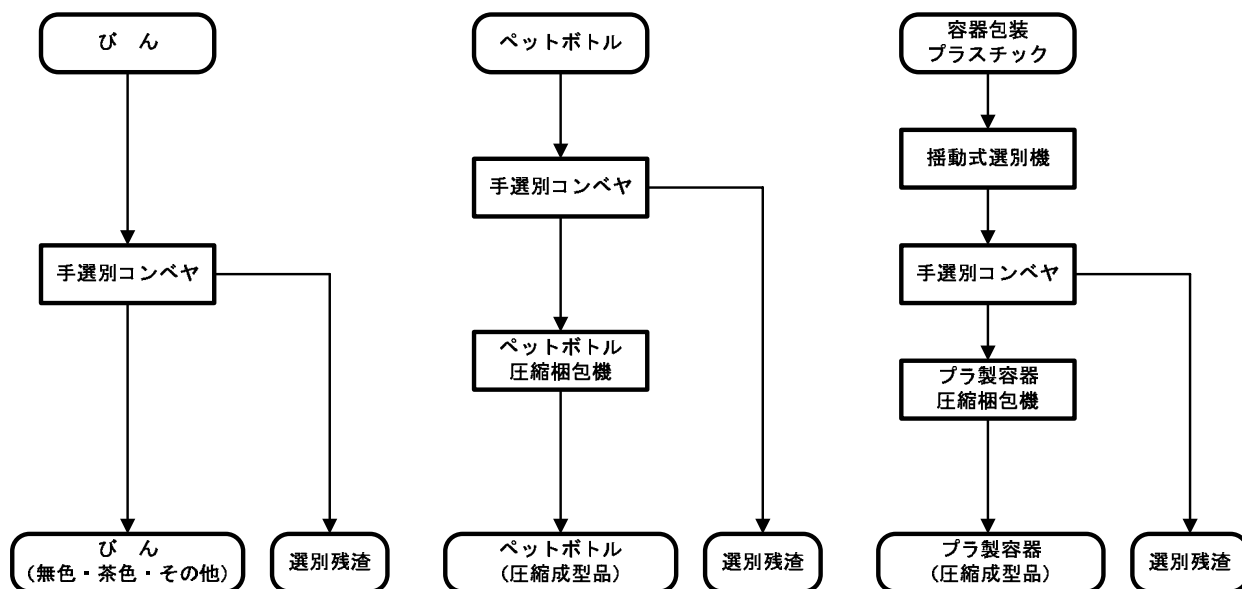 び　ん
手選別コンベヤ
び　ん
(無色・茶色・その他)
選別残渣
ペットボトル
手選別コンベヤ
ペットボトル
圧縮梱包機
ペットボトル
(圧縮成型品)
選別残渣
容器包装
プラスチック
揺動式選別機
手選別コンベヤ
プラ製容器
圧縮梱包機
プラ製容器
(圧縮成型品)
選別残渣